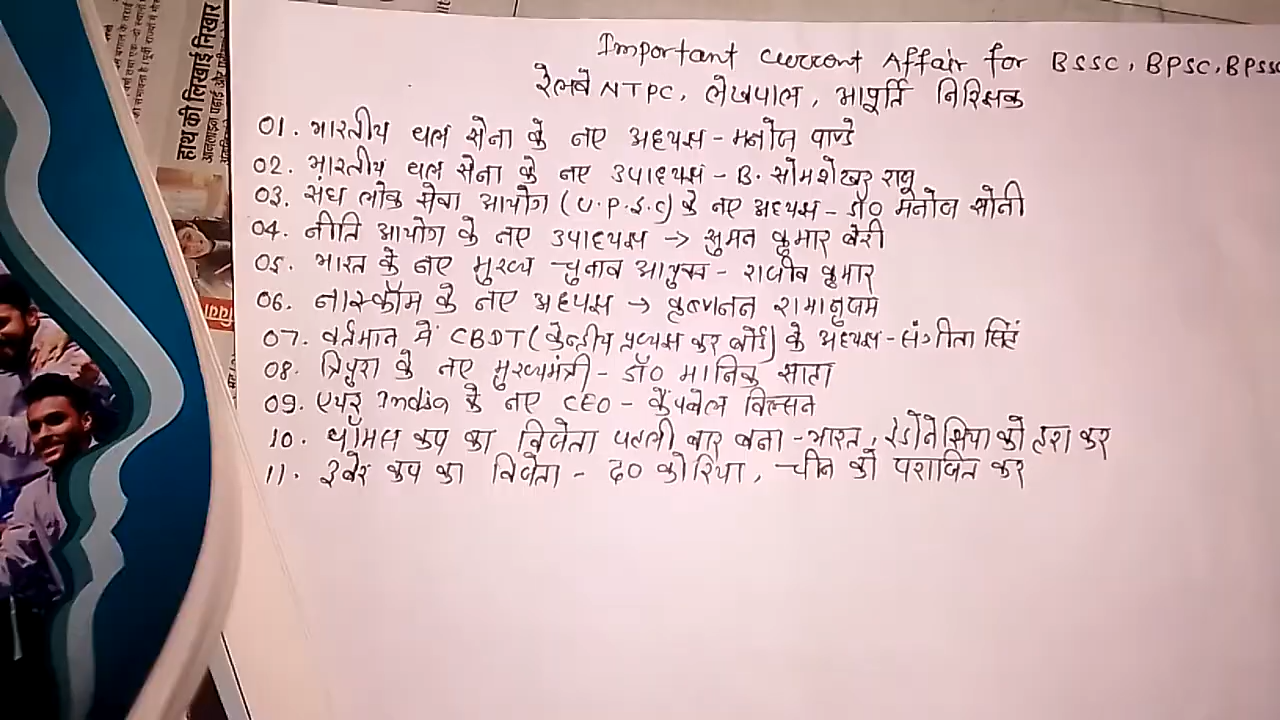 हाथ की लिखाई निखार
Important Current Affair for BSSC, BPSC, BPSSC
रेलवे NTPC, लेखपाल, आपूर्ति निरिक्षक
01. भारतीय थल सेना के नए अध्यक्ष - मनोज पाण्डे
02. भारतीय थल सेना के नए उपाध्यक्ष - B. सोमशेखर राजू
03. संघ लोक सेवा आयोग (U.P.S.C) के नए अध्यक्ष - डॉ० मनोज सोनी
04. नीति आयोग के नए उपाध्यक्ष → सुमन कुमार बेरी
05. भारत के नए मुख्य चुनाव आयुक्त - राजीव कुमार
06. नास्कॉम के नए अध्यक्ष → कृष्णनन रामानुजम
07. वर्तमान में CBDT (केन्द्रीय प्रत्यक्ष कर बोर्ड) के अध्यक्ष - संगीता सिंह
08. त्रिपुरा के नए मुख्यमंत्री - डॉ० मानिक साहा
09. एयर India के नए CEO - कैंपबेल विल्सन
10. थॉमस कप का विजेता पहली बार बना - भारत, इंडोनेशिया को हरा कर
11. उबेर कप का विजेता - द० कोरिया, चीन को पराजित कर